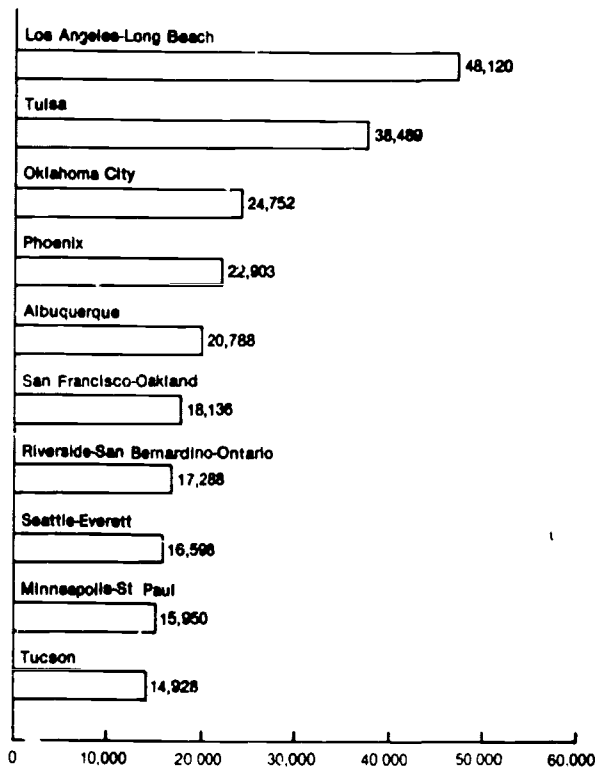 Los Angeles-Long Beach
48,120
Tulsa
38,489
Oklahoma City
24,752
Phoenix
22,903
Albuquerque
20,788
San Francisco-Oakland
18,136
Riverside-San Bernardino-Ontario
17,288
Seattle-Everett
16,598
Minneapolis-St Paul
15,950
Tucson
14,928
0 10,000 20 000 30 000 40 000 50 000 60.000